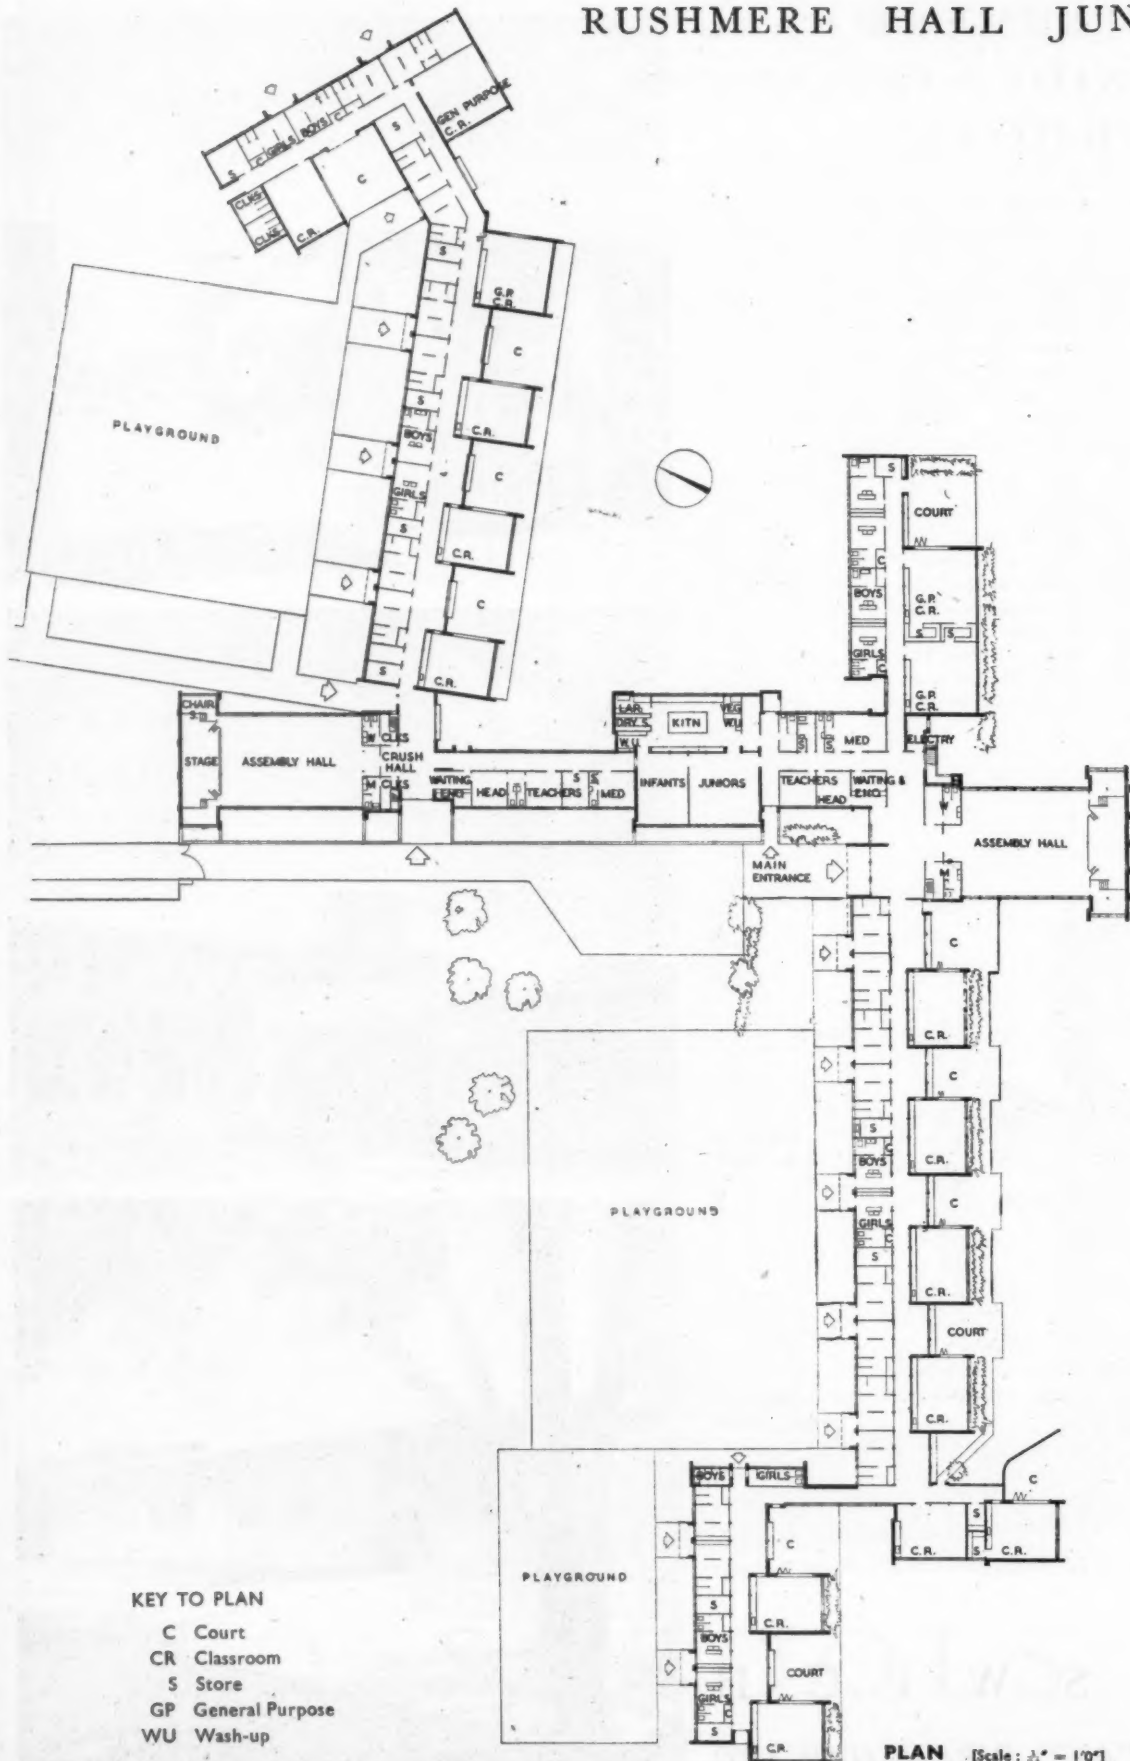 RUSHMERE HALL JUN
GEN PURPOSE
C.R.
S
C
GIRLS
BOYS
C
S
CLKS
CLKS
C.R.
C
S
G.P.
C.R.
C
S
C.R.
BOYS
C
GIRLS
S
C.R.
C
S
C.R.
PLAYGROUND
S
COURT
C
BOYS
G.P.
C.R.
S
S
GIRLS
C
G.P.
C.R.
CHAIR
S
STAGE
ASSEMBLY HALL
W CLKS
CRUSH
HALL
M CLKS
WAITING
& ENQ
HEAD
TEACHERS
S
S
MED
LAR.
DRY. S.
W.U.
KITN
VEG
W.U.
INFANTS
JUNIORS
S
S
MED
ELECTRY
TEACHERS
HEAD
WAITING &
ENQ.
W
M
ASSEMBLY HALL
MAIN
ENTRANCE
C
C.R.
C
C.R.
S
C
BOYS
C
GIRLS
C
S
C.R.
COURT
C.R.
PLAYGROUND
BOYS
GIRLS
C
S
S
C.R.
C.R.
C
C.R.
S
BOYS
COURT
GIRLS
C
S
C.R.
PLAYGROUND
KEY TO PLAN
C Court
CR Classroom
S Store
GP General Purpose
WU Wash-up
PLAN [Scale : = 1'0"]